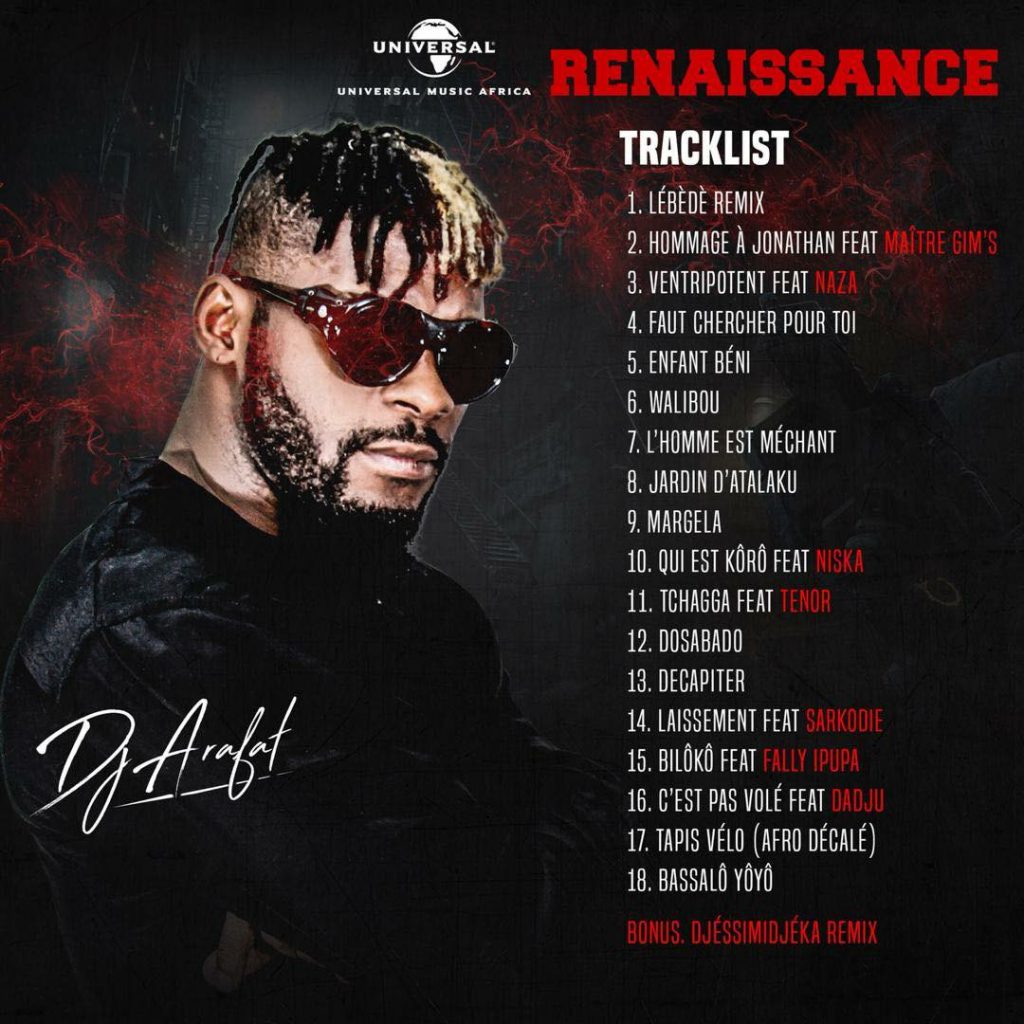 UNIVERSAL
UNIVERSAL MUSIC AFRICA
RENAISSANCE
TRACKLIST
1. LÉBÈDÈ REMIX
2. HOMMAGE À JONATHAN FEAT MAÎTRE GIM'S
3. VENTRIPOTENT FEAT NAZA
4. FAUT CHERCHER POUR TOI
5. ENFANT BÉNI
6. WALIBOU
7. L'HOMME EST MÉCHANT
8. JARDIN D'ATALAKU
9. MARGELA
10. QUI EST KÔRÔ FEAT NISKA
11. TCHAGGA FEAT TENOR
12. DOSABADO
13. DECAPITER
14. LAISSEMENT FEAT SARKODIE
15. BILÔKÔ FEAT FALLY IPUPA
16. C'EST PAS VOLÉ FEAT DADJU
17. TAPIS VÉLO (AFRO DÉCALÉ)
18. BASSALÔ YÔYÔ
BONUS. DJÉSSIMIDJÉKA REMIX
Dj Arafat